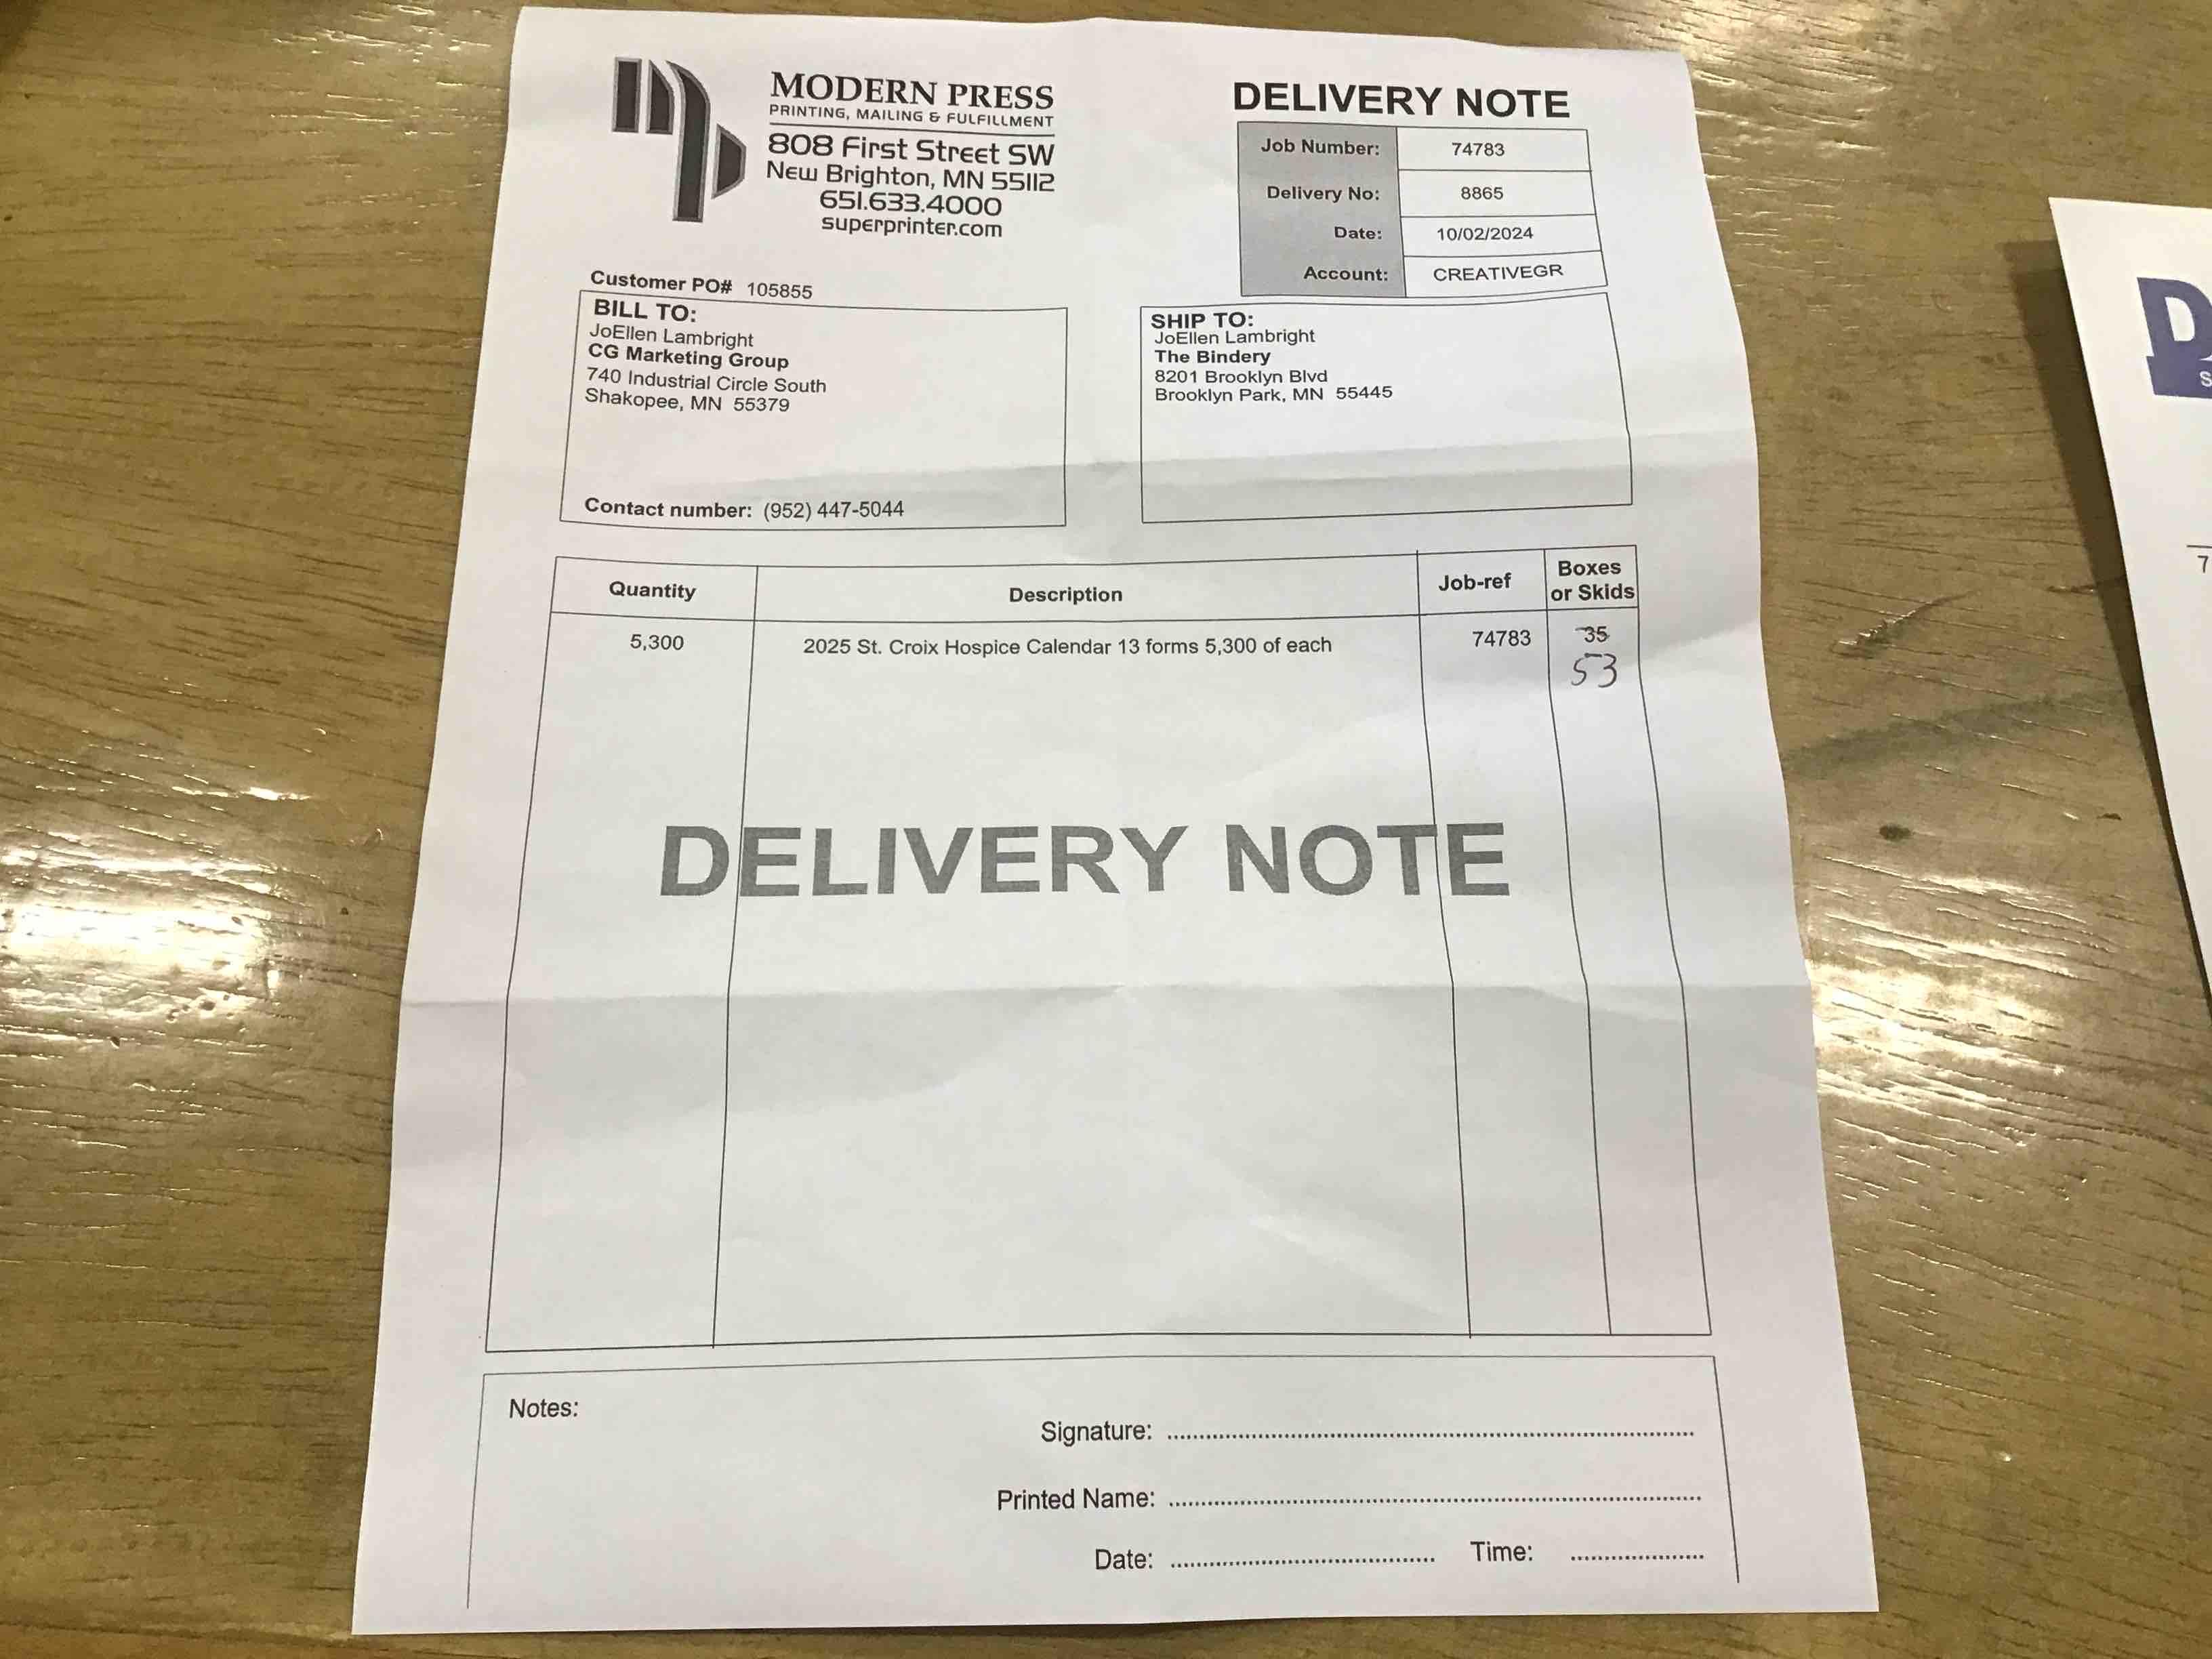 MODERN PRESS
PRINTING, MAILING & FULFILLMENT
808 First Street SW
New Brighton, MN 55112
651.633.4000
superprinter.com
DELIVERY NOTE
Job Number: 74783
Delivery No: 8865
Date: 10/02/2024
Account: CREATIVEGR
Customer PO# 105855
BILL TO:
JoEllen Lambright
CG Marketing Group
740 Industrial Circle South
Shakopee, MN 55379
Contact number: (952) 447-5044
SHIP TO:
JoEllen Lambright
The Bindery
8201 Brooklyn Blvd
Brooklyn Park, MN 55445
Quantity Description Job-ref Boxes or Skids
5,300 2025 St. Croix Hospice Calendar 13 forms 5,300 of each 74783 35
53
DELIVERY NOTE
Notes:
Signature:
Printed Name:
Date: Time:
D
S
7